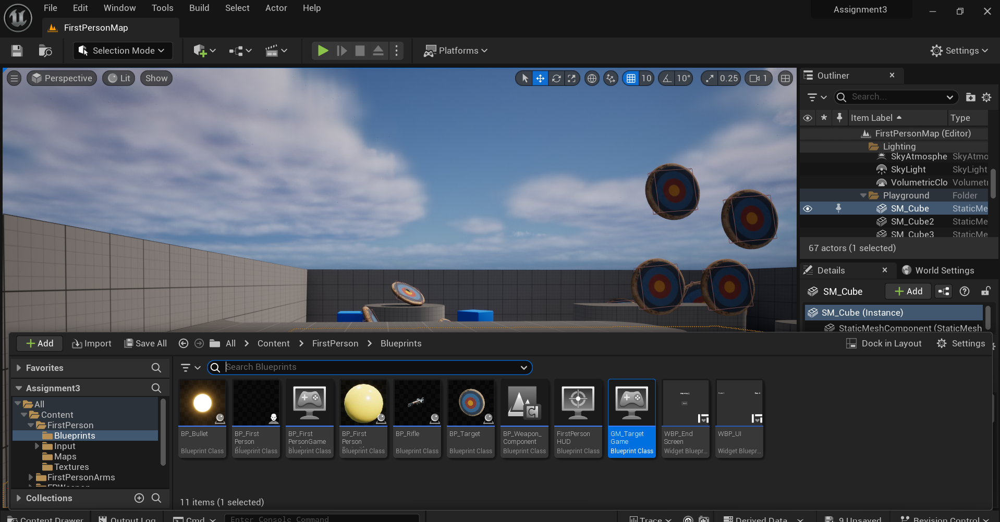 File Edit Window Tools Build Select Actor Help
Assignment3
FirstPersonMap
Selection Mode
Platforms
Settings
Perspective Lit Show
10 10° 0.25 1
Outliner
Search...
Item Label Type
FirstPersonMap (Editor)
Lighting
SkyAtmosphe SkyAtmo
SkyLight SkyLight
VolumetricClo Volumetr
Playground Folder
SM_Cube StaticMe
SM_Cube2 StaticMe
SM_Cube3 StaticMe
67 actors (1 selected)
Details World Settings
SM_Cube Add
SM_Cube (Instance)
StaticMeshComponent (StaticMesh
Add Import Save All All Content FirstPerson Blueprints Dock in Layout Settings
Favorites
Search Blueprints
Assignment3
All
Content
FirstPerson
Blueprints
Input
Maps
Textures
FirstPersonArms
FPWeapon
Collections
BP_Bullet
Blueprint Class
BP_First
Person
Blueprint Class
BP_First
PersonGame
Blueprint Class
BP_First
Person
Blueprint Class
BP_Rifle
Blueprint Class
BP_Target
Blueprint Class
BP_Weapon_
Component
Blueprint Class
FirstPerson
HUD
Blueprint Class
GM_Target
Game
Blueprint Class
WBP_End
Screen
Widget Bluepr...
WBP_UI
Widget Bluepr...
11 items (1 selected)
Content Drawer Output Log Cmd Enter Console Command Trace Derived Data 9 Unsaved Revision Control